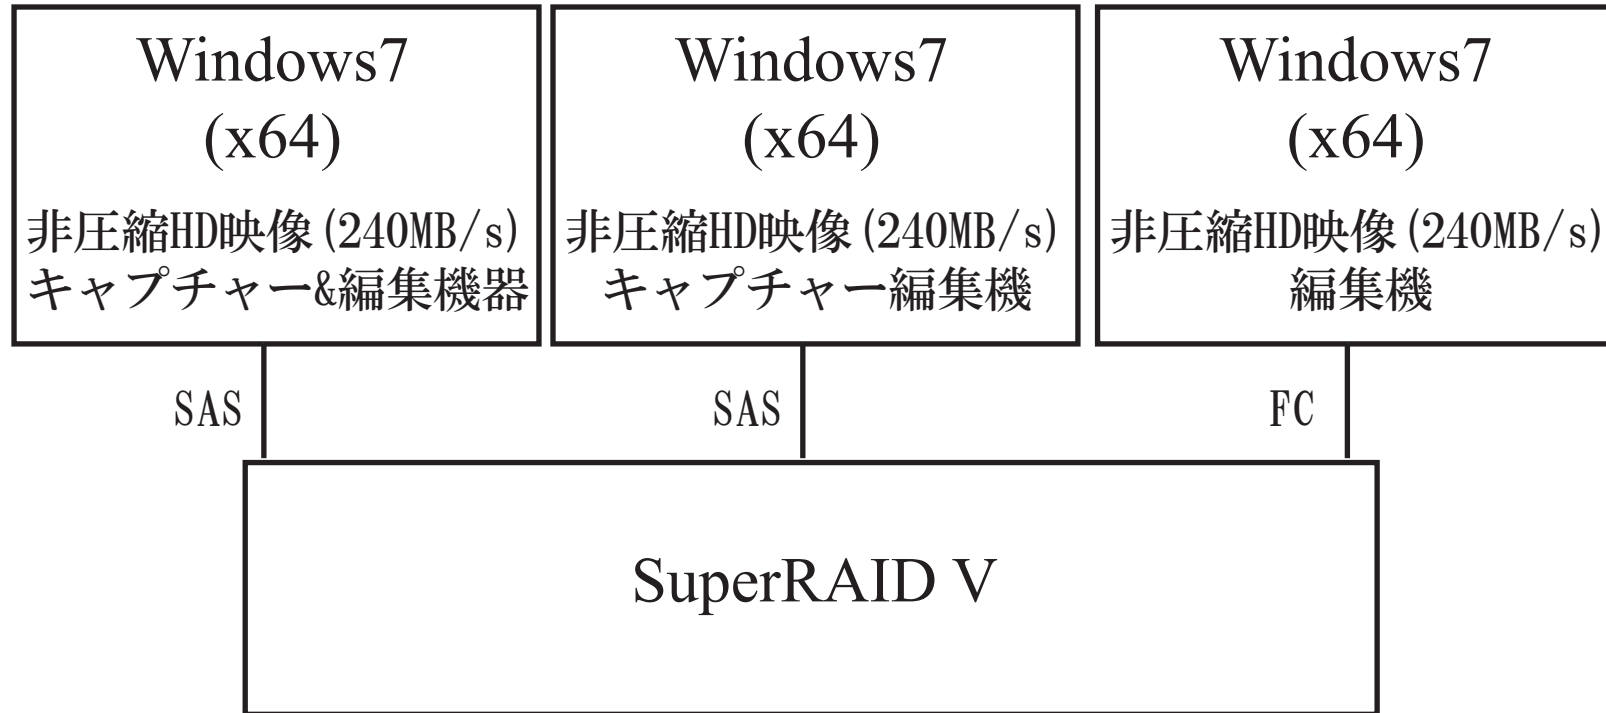 Windows7
(x64)
非圧縮HD映像(240MB/s)
キャプチャー&編集機器
Windows7
(x64)
非圧縮HD映像(240MB/s)
キャプチャー編集機
Windows7
(x64)
非圧縮HD映像(240MB/s)
編集機
SAS
SAS
FC
SuperRAID V